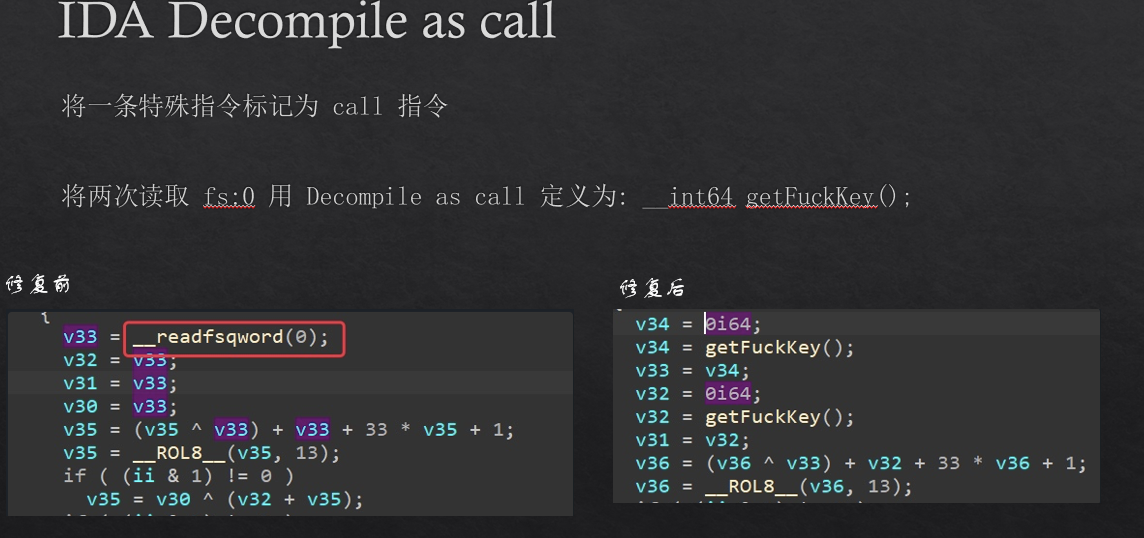 IDA Decompile as call
将一条特殊指令标记为 call 指令
将两次读取 fs:0 用 Decompile as call 定义为: __int64 getFuckKey();
修复前
{
v33 = __readfsqword(0);
v32 = v33;
v31 = v33;
v30 = v33;
v35 = (v35 ^ v33) + v33 + 33 * v35 + 1;
v35 = __ROL8__(v35, 13);
if ( (ii & 1) != 0 )
v35 = v30 ^ (v32 + v35);
修复后
v34 = 0i64;
v34 = getFuckKey();
v33 = v34;
v32 = 0i64;
v32 = getFuckKey();
v31 = v32;
v36 = (v36 ^ v33) + v32 + 33 * v36 + 1;
v36 = __ROL8__(v36, 13);